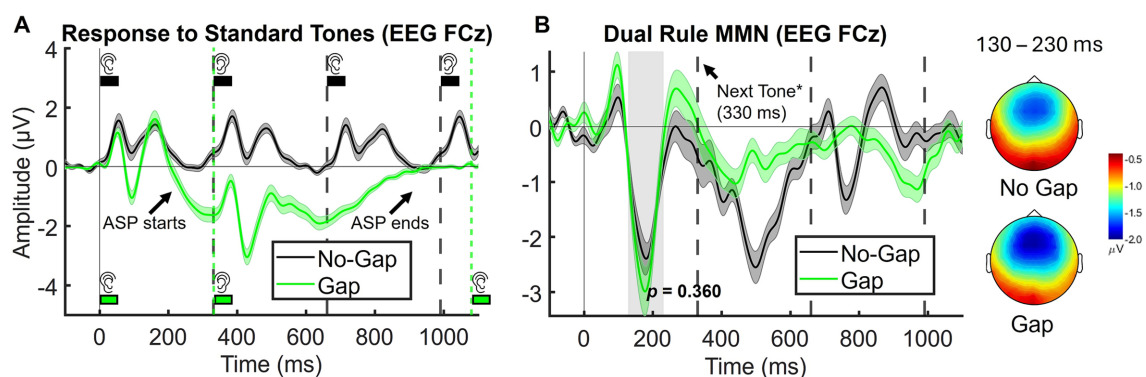 A
Response to Standard Tones (EEG FCz)
4
2
0
-2
-4
Amplitude (µV)
ASP starts
ASP ends
No-Gap
Gap
0 200 400 600 800 1000
Time (ms)
B
Dual Rule MMN (EEG FCz)
1
0
-1
-2
-3
Next Tone*
(330 ms)
No-Gap
Gap
p = 0.360
0 200 400 600 800 1000
Time (ms)
130 – 230 ms
No Gap
Gap
-0.5
-1.0
-1.5
-2.0
µV